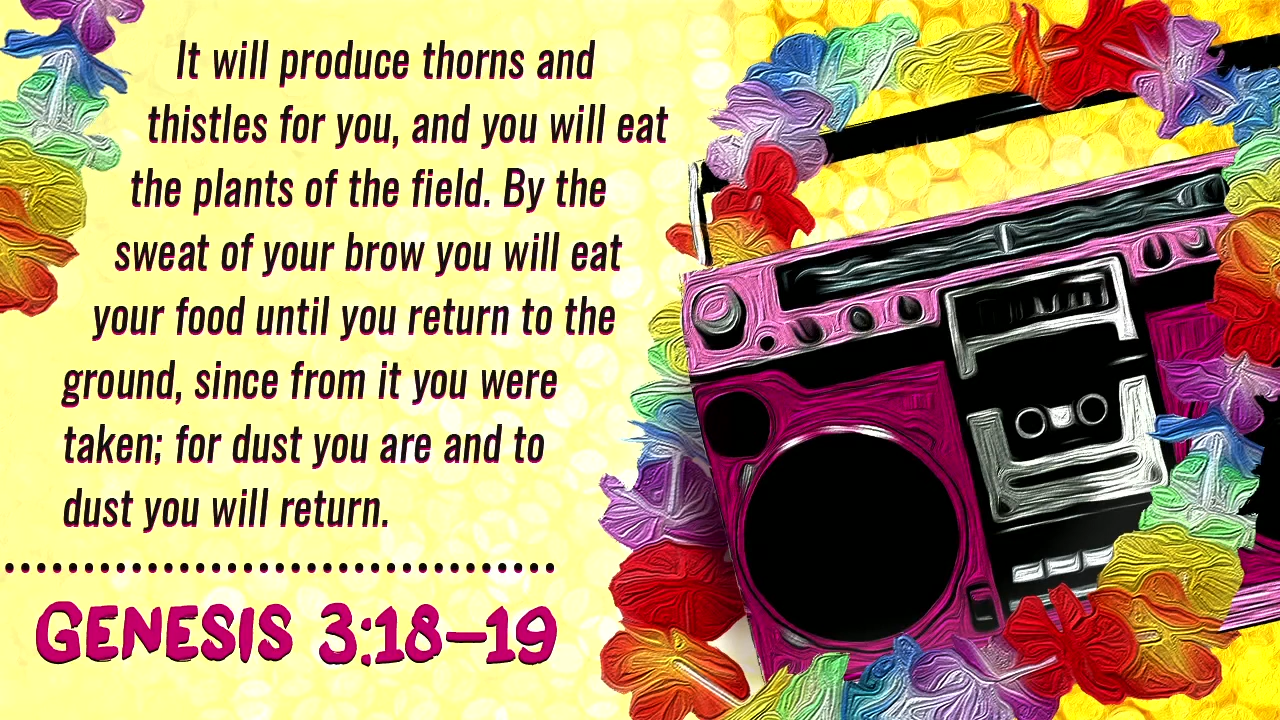 It will produce thorns and
thistles for you, and you will eat
the plants of the field. By the
sweat of your brow you will eat
your food until you return to the
ground, since from it you were
taken; for dust you are and to
dust you will return.
GENESIS 3:18–19